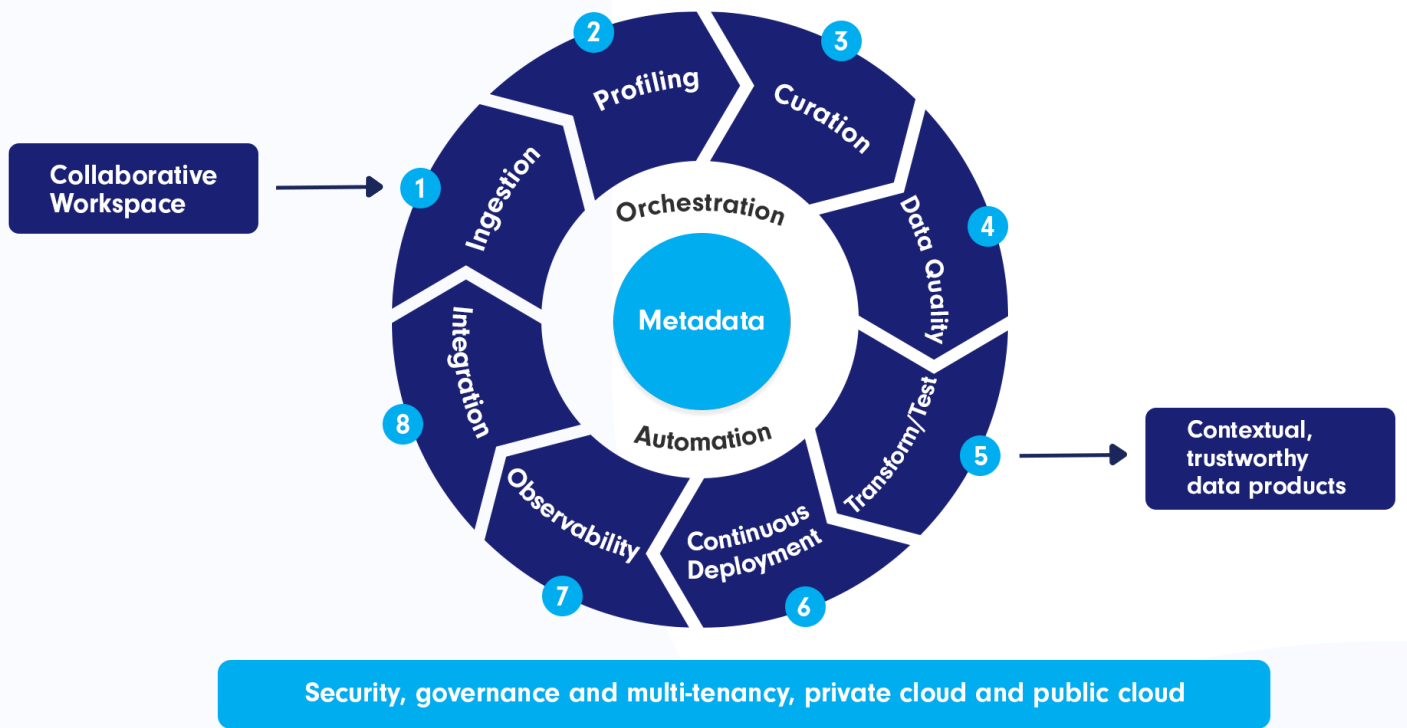 Collaborative
Workspace
1
Ingestion
2
Profiling
3
Curation
4
Data Quality
5
Transform/Test
6
Continuous
Deployment
7
Observability
8
Integration
Orchestration
Metadata
Automation
Contextual,
trustworthy
data products
Security, governance and multi-tenancy, private cloud and public cloud